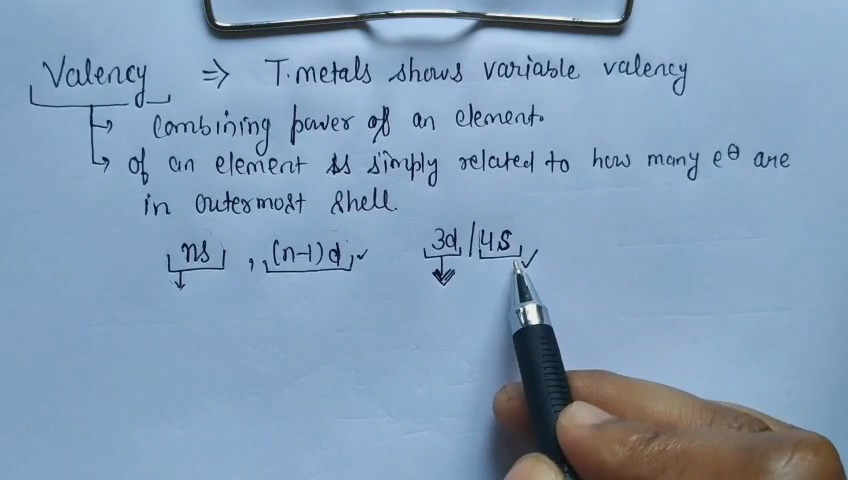 Valency ⇒ T.metals shows variable valency
→ Combining power of an element.
→ of an element is simply related to how many e⊖ are
in outermost shell.
ns , (n-1)d ✓ 3d / 4s ✓